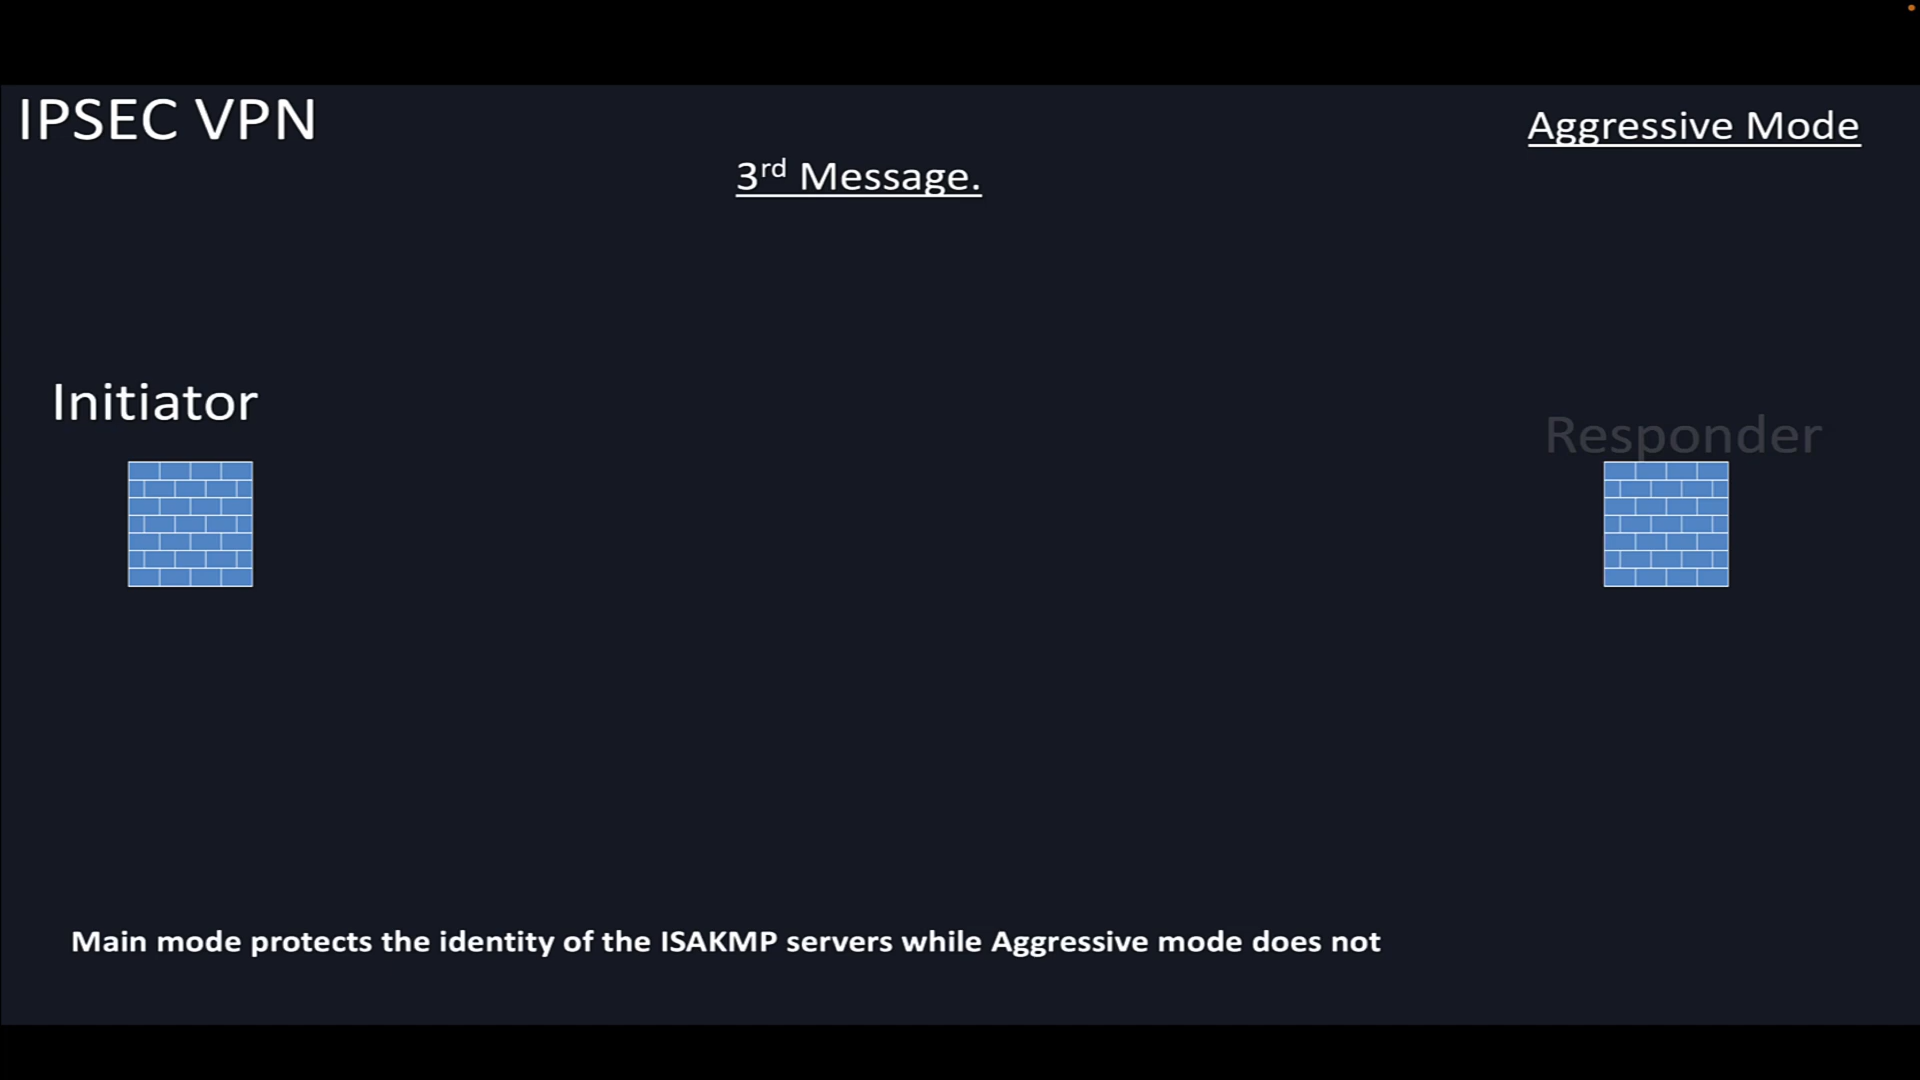 IPSEC VPN
Aggressive Mode
3rd Message.
Initiator
Responder
Main mode protects the identity of the ISAKMP servers while Aggressive mode does not